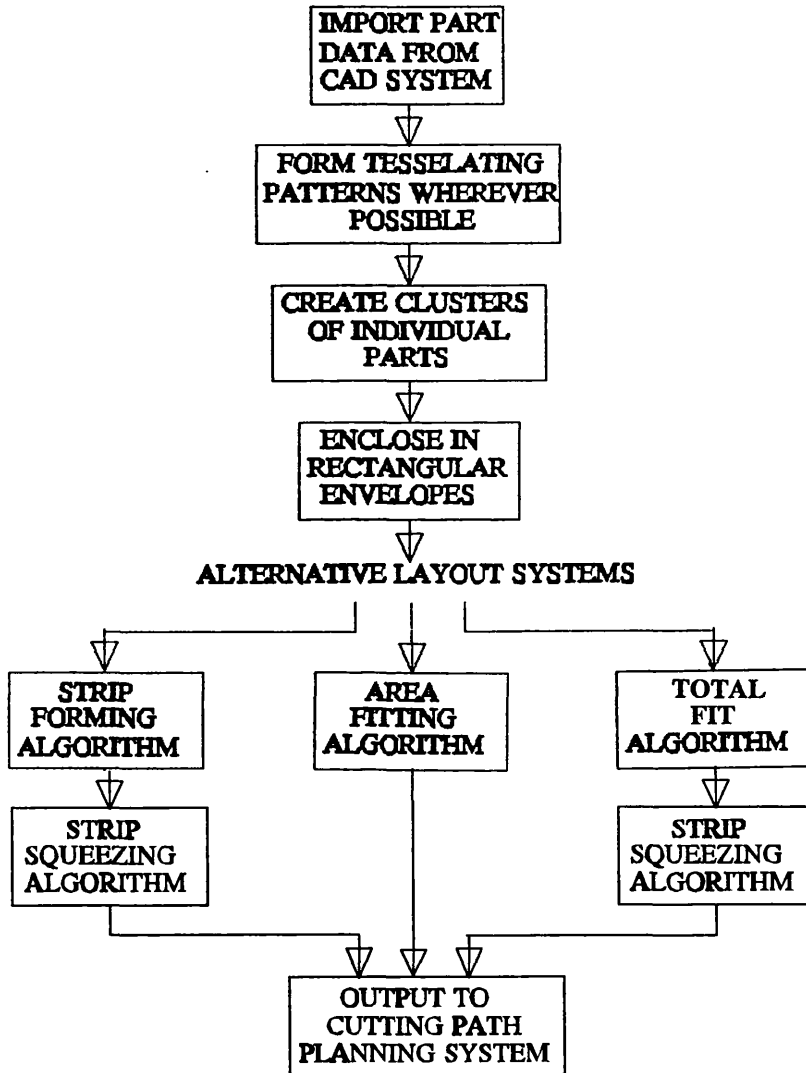 IMPORT PART
DATA FROM
CAD SYSTEM
FORM TESSELATING
PATTERNS WHEREVER
POSSIBLE
CREATE CLUSTERS
OF INDIVIDUAL
PARTS
ENCLOSE IN
RECTANGULAR
ENVELOPES
ALTERNATIVE LAYOUT SYSTEMS
STRIP
FORMING
ALGORITHM
AREA
FITTING
ALGORITHM
TOTAL
FIT
ALGORITHM
STRIP
SQUEEZING
ALGORITHM
STRIP
SQUEEZING
ALGORITHM
OUTPUT TO
CUTTING PATH
PLANNING SYSTEM